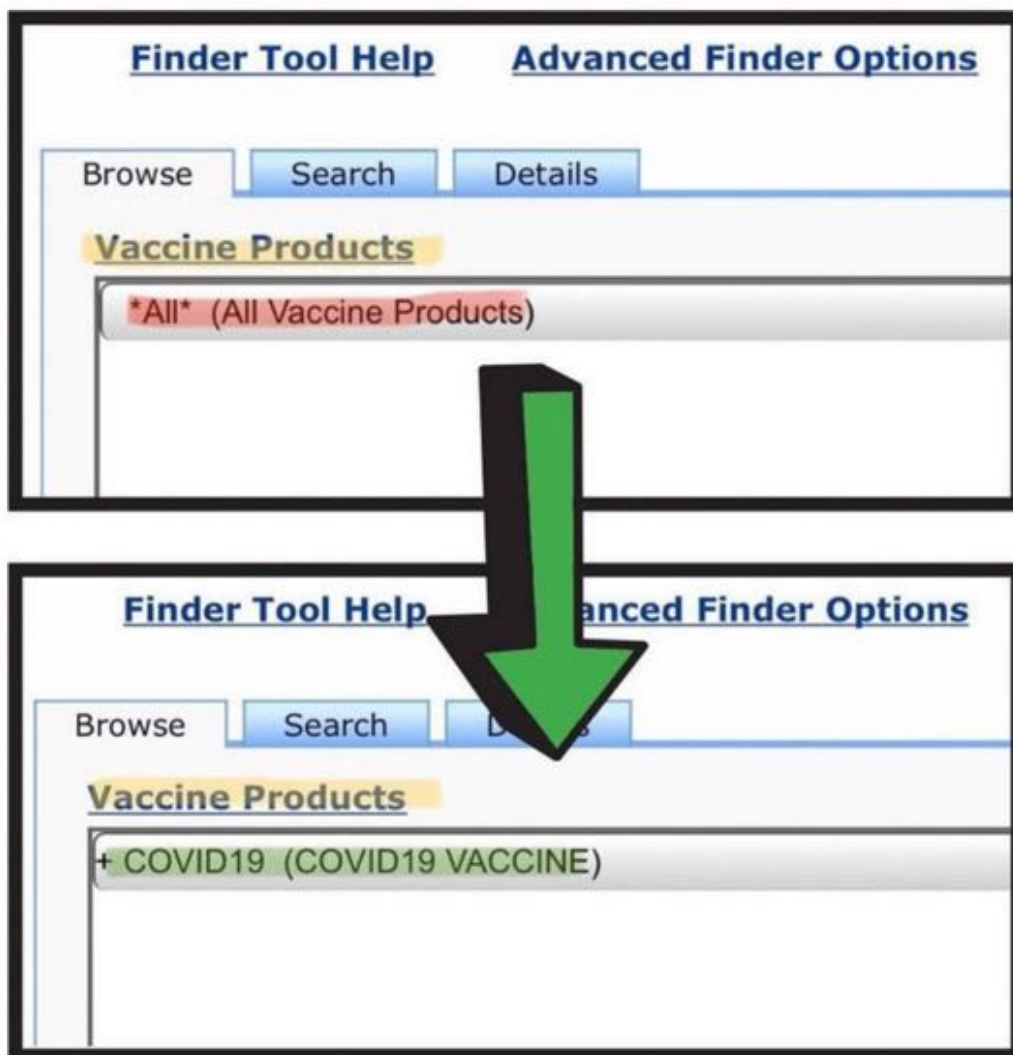 Finder Tool Help Advanced Finder Options
Browse Search Details
Vaccine Products
*All* (All Vaccine Products)
Finder Tool Help anced Finder Options
Browse Search
Vaccine Products
+ COVID19 (COVID19 VACCINE)